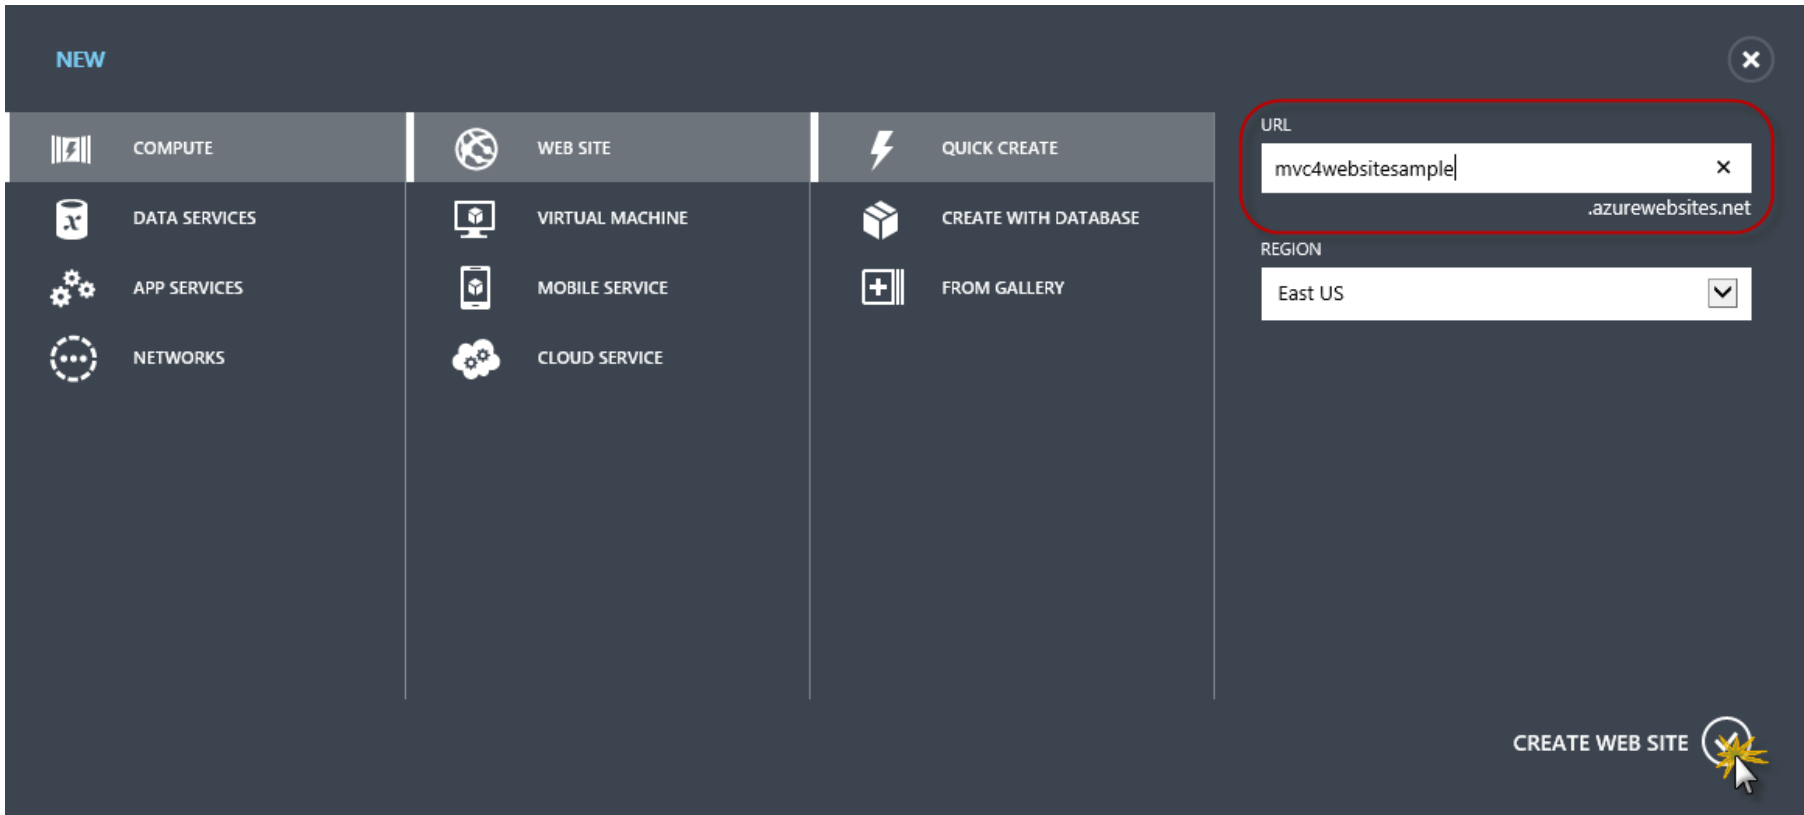 NEW
COMPUTE
DATA SERVICES
APP SERVICES
NETWORKS
WEB SITE
VIRTUAL MACHINE
MOBILE SERVICE
CLOUD SERVICE
QUICK CREATE
CREATE WITH DATABASE
FROM GALLERY
URL
mvc4websitesample
.azurewebsites.net
REGION
East US
CREATE WEB SITE